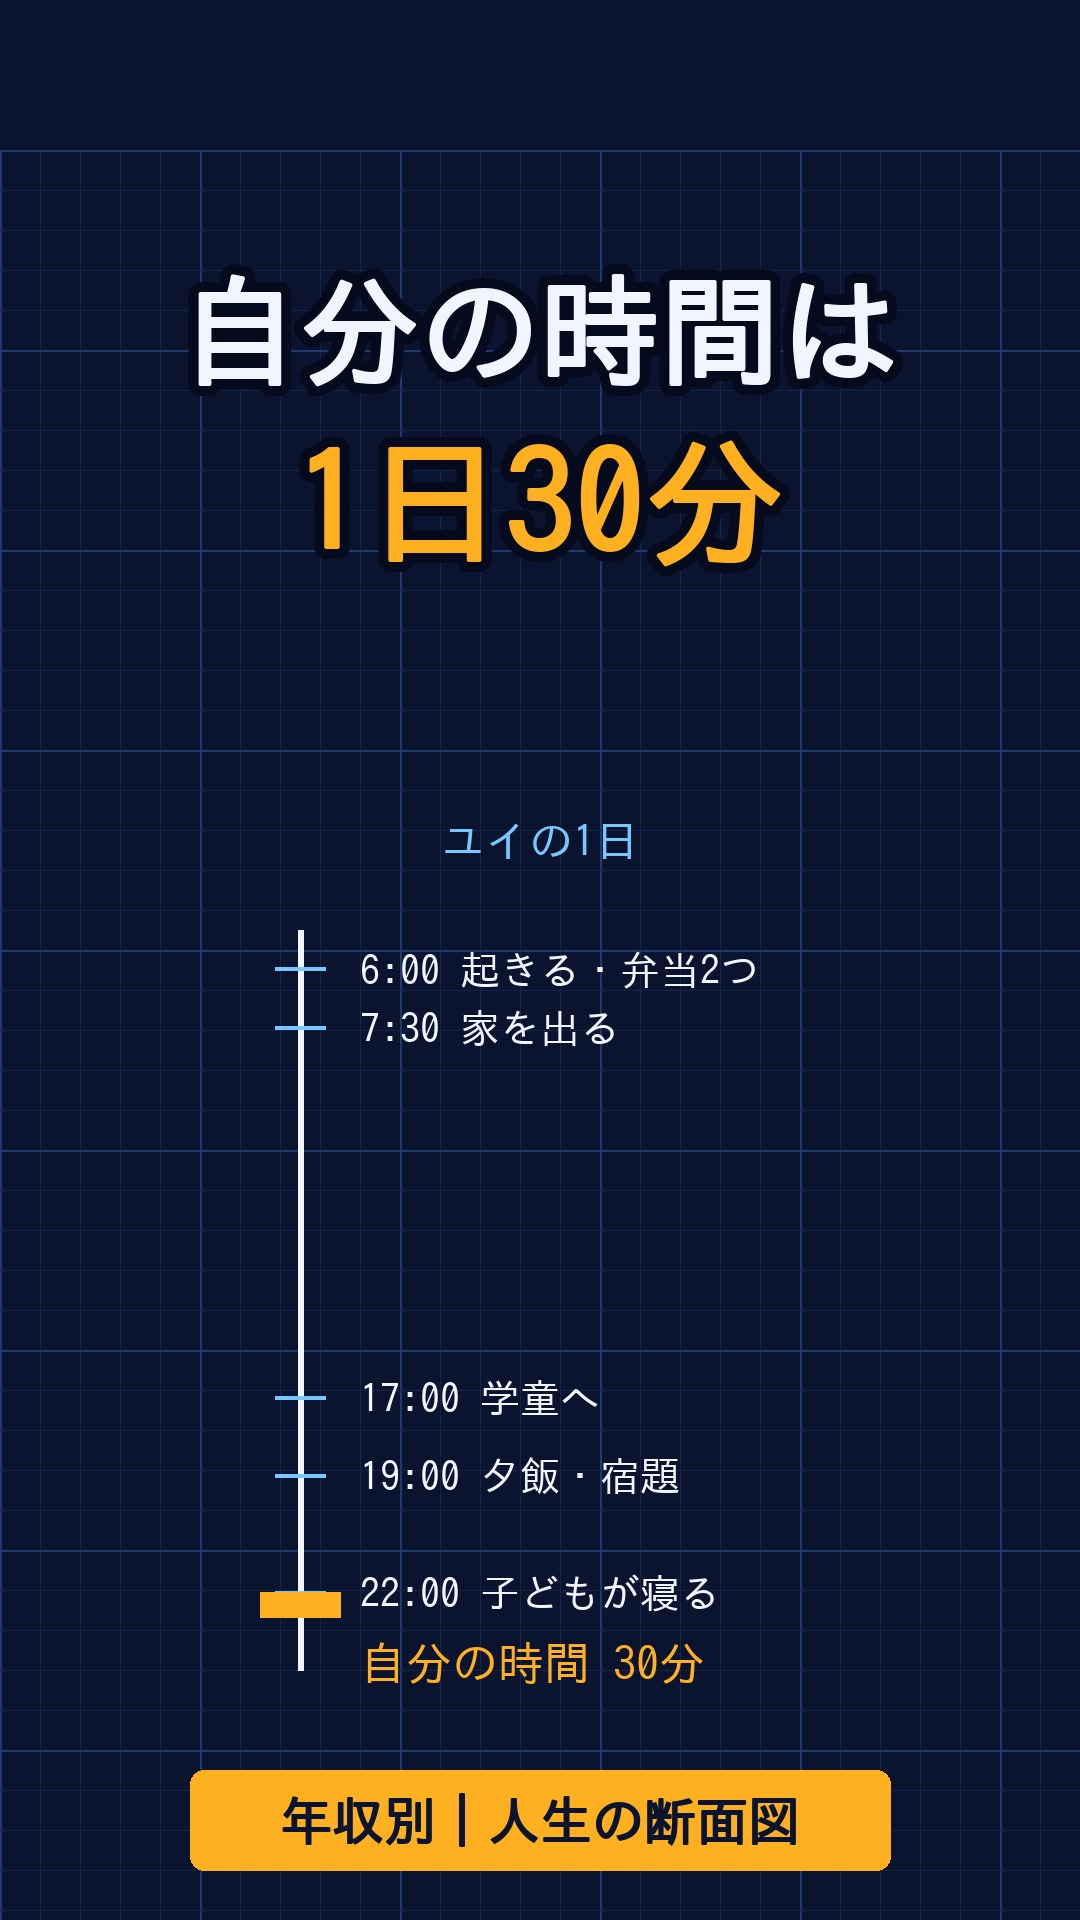 自分の時間は
1日30分
ユイの1日
6:00 起きる・弁当2つ
7:30 家を出る
17:00 学童へ
19:00 夕飯・宿題
22:00 子どもが寝る
自分の時間 30分
年収別｜人生の断面図